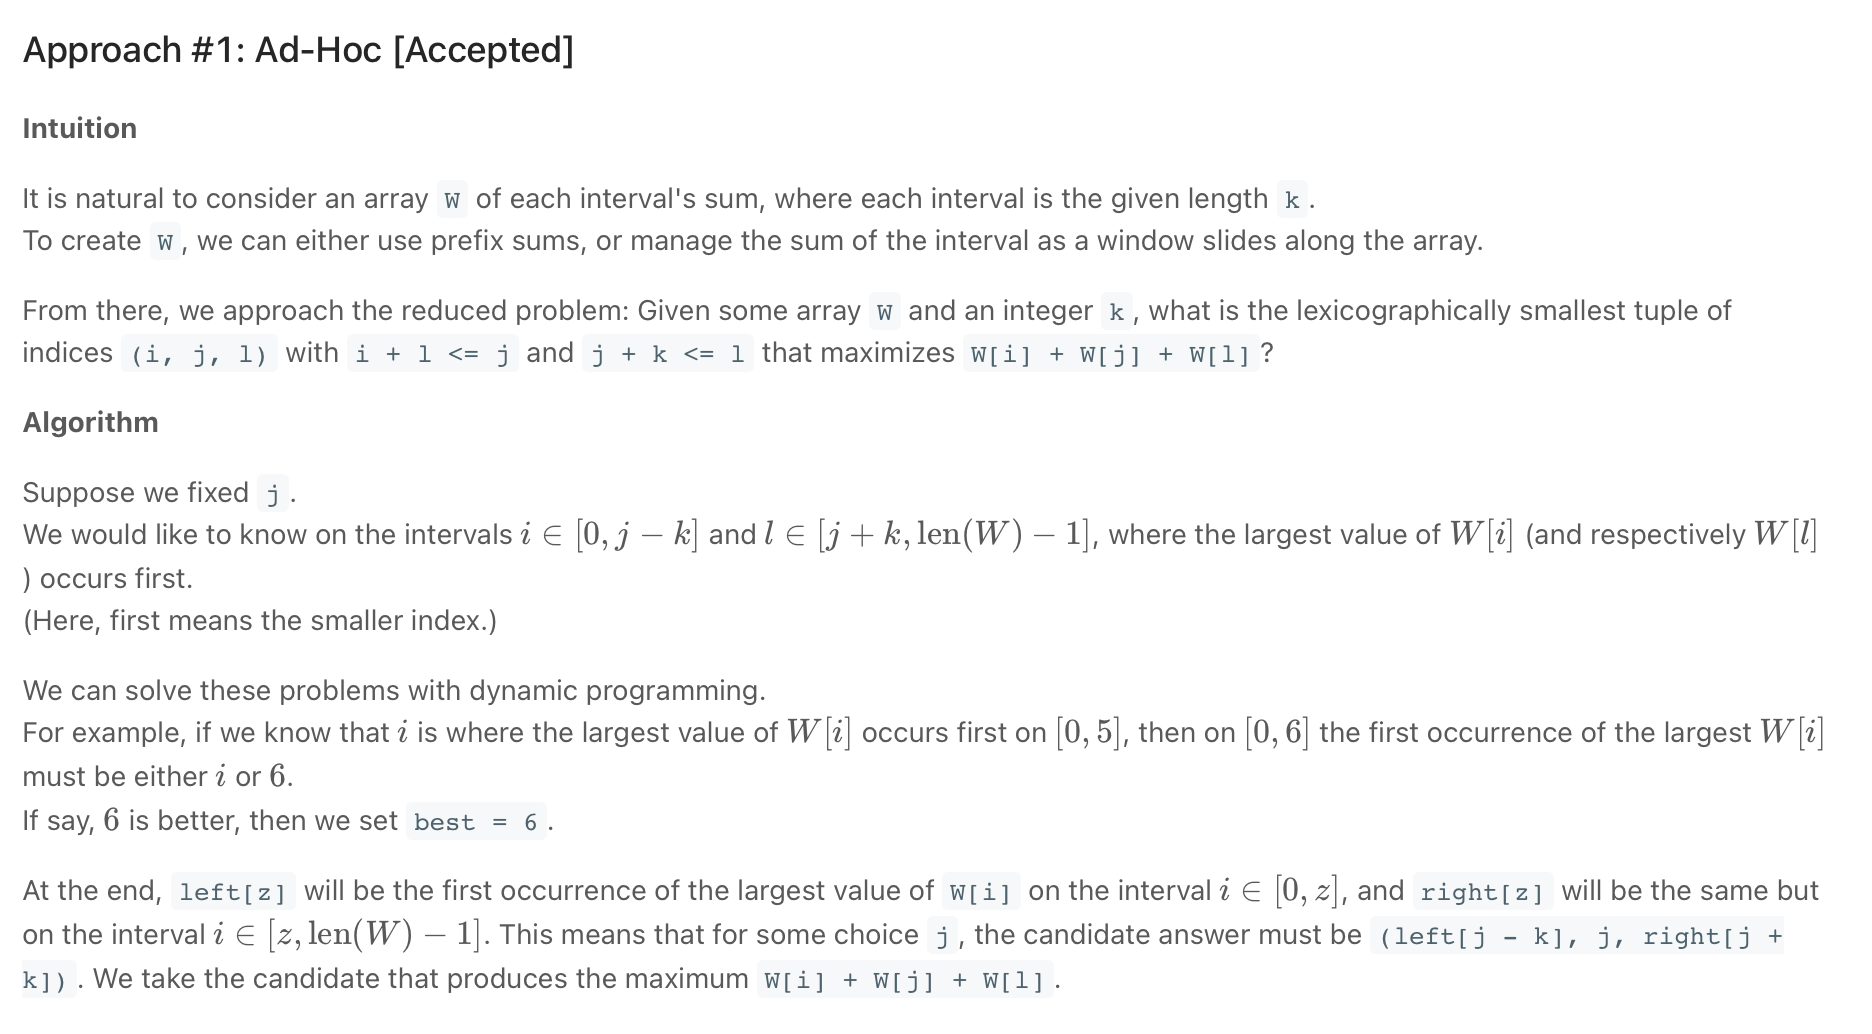 Approach #1: Ad-Hoc [Accepted]
Intuition
It is natural to consider an array W of each interval's sum, where each interval is the given length k .
To create W , we can either use prefix sums, or manage the sum of the interval as a window slides along the array.
From there, we approach the reduced problem: Given some array W and an integer k , what is the lexicographically smallest tuple of
indices (i, j, l) with i + l <= j and j + k <= l that maximizes W[i] + W[j] + W[l] ?
Algorithm
Suppose we fixed j .
We would like to know on the intervals i ∈ [0, j − k] and l ∈ [j + k, len(W) − 1], where the largest value of W[i] (and respectively W[l]
) occurs first.
(Here, first means the smaller index.)
We can solve these problems with dynamic programming.
For example, if we know that i is where the largest value of W[i] occurs first on [0, 5], then on [0, 6] the first occurrence of the largest W[i]
must be either i or 6.
If say, 6 is better, then we set best = 6 .
At the end, left[z] will be the first occurrence of the largest value of W[i] on the interval i ∈ [0, z], and right[z] will be the same but
on the interval i ∈ [z, len(W) − 1]. This means that for some choice j , the candidate answer must be (left[j - k], j, right[j +
k]) . We take the candidate that produces the maximum W[i] + W[j] + W[l] .